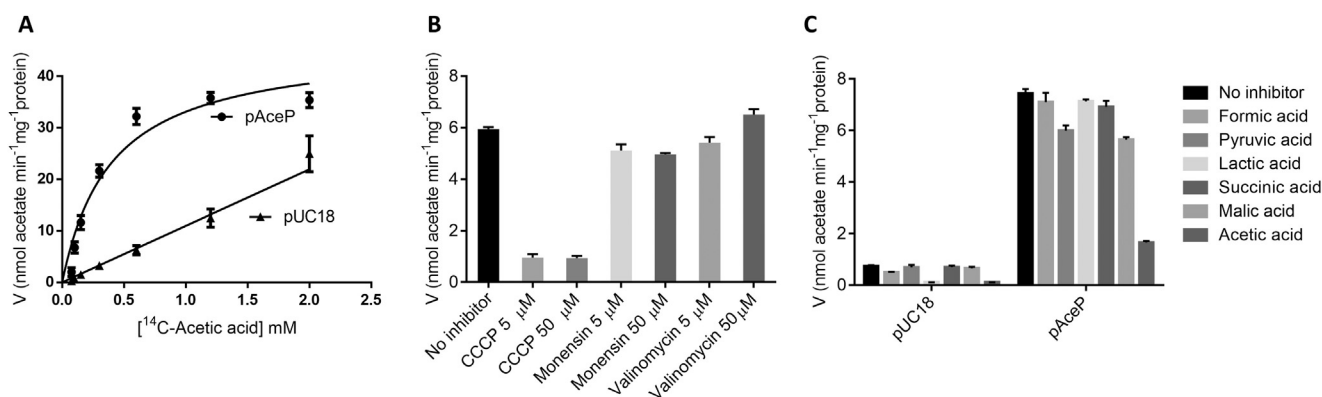 A
V (nmol acetate min⁻¹mg⁻¹protein)
40
30
20
10
0
0.0 0.5 1.0 1.5 2.0 2.5
[¹⁴C-Acetic acid] mM
pAceP
pUC18
B
V (nmol acetate min⁻¹mg⁻¹protein)
8
6
4
2
0
No inhibitor
CCCP 5 μM
CCCP 50 μM
Monensin 5 μM
Monensin 50 μM
Valinomycin 5 μM
Valinomycin 50 μM
C
V (nmol acetate min⁻¹mg⁻¹protein)
8
6
4
2
0
pUC18
pAceP
No inhibitor
Formic acid
Pyruvic acid
Lactic acid
Succinic acid
Malic acid
Acetic acid